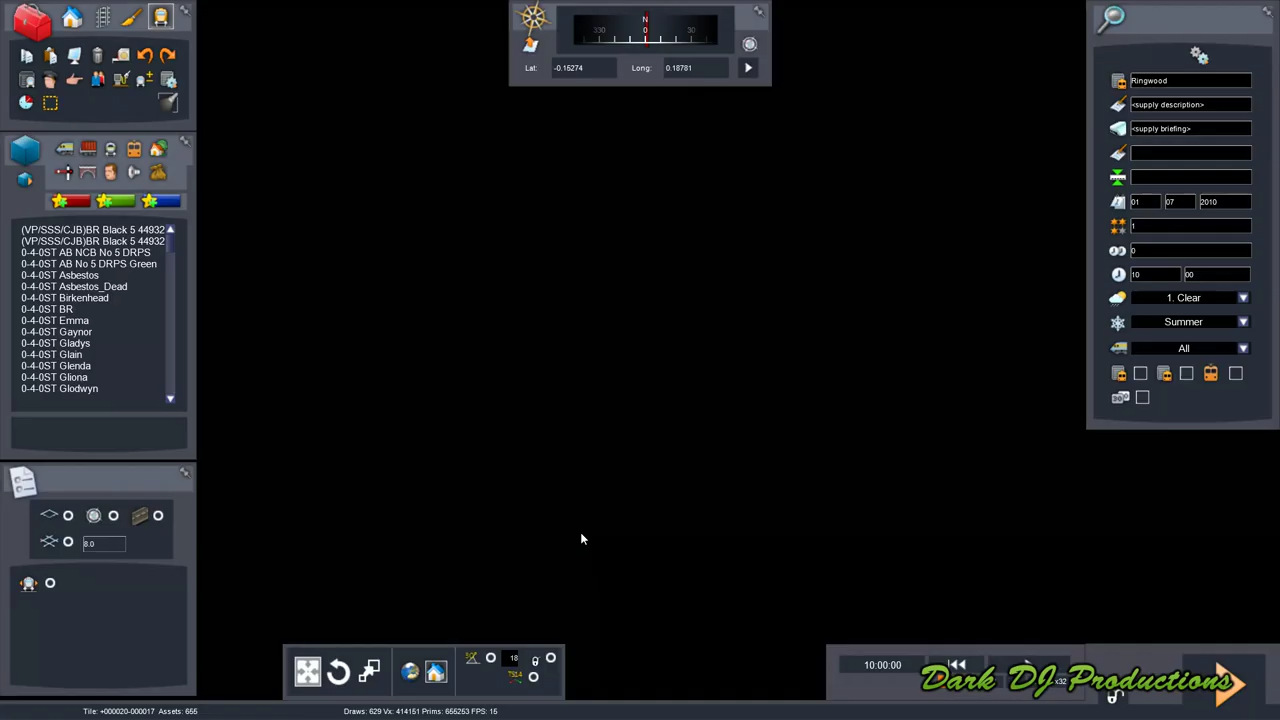 N
330 0 30
Lat: -0.15274 Long: 0.18781
Ringwood
<supply description>
<supply briefing>
01 07 2010
1
0
10 00
1. Clear
Summer
All
(VP/SSS/CJB)BR Black 5 44932
(VP/SSS/CJB)BR Black 5 44932
0-4-0ST AB NCB No 5 DRPS
0-4-0ST AB No 5 DRPS Green
0-4-0ST Asbestos
0-4-0ST Asbestos_Dead
0-4-0ST Birkenhead
0-4-0ST BR
0-4-0ST Emma
0-4-0ST Gaynor
0-4-0ST Gladys
0-4-0ST Glain
0-4-0ST Glenda
0-4-0ST Gliona
0-4-0ST Glodwyn
8.0
18
TS14
10:00:00
x32
Dark DJ Productions
Tile: +000020-000017 Assets: 655
Draws: 629 Vx: 414151 Prims: 655253 FPS: 15